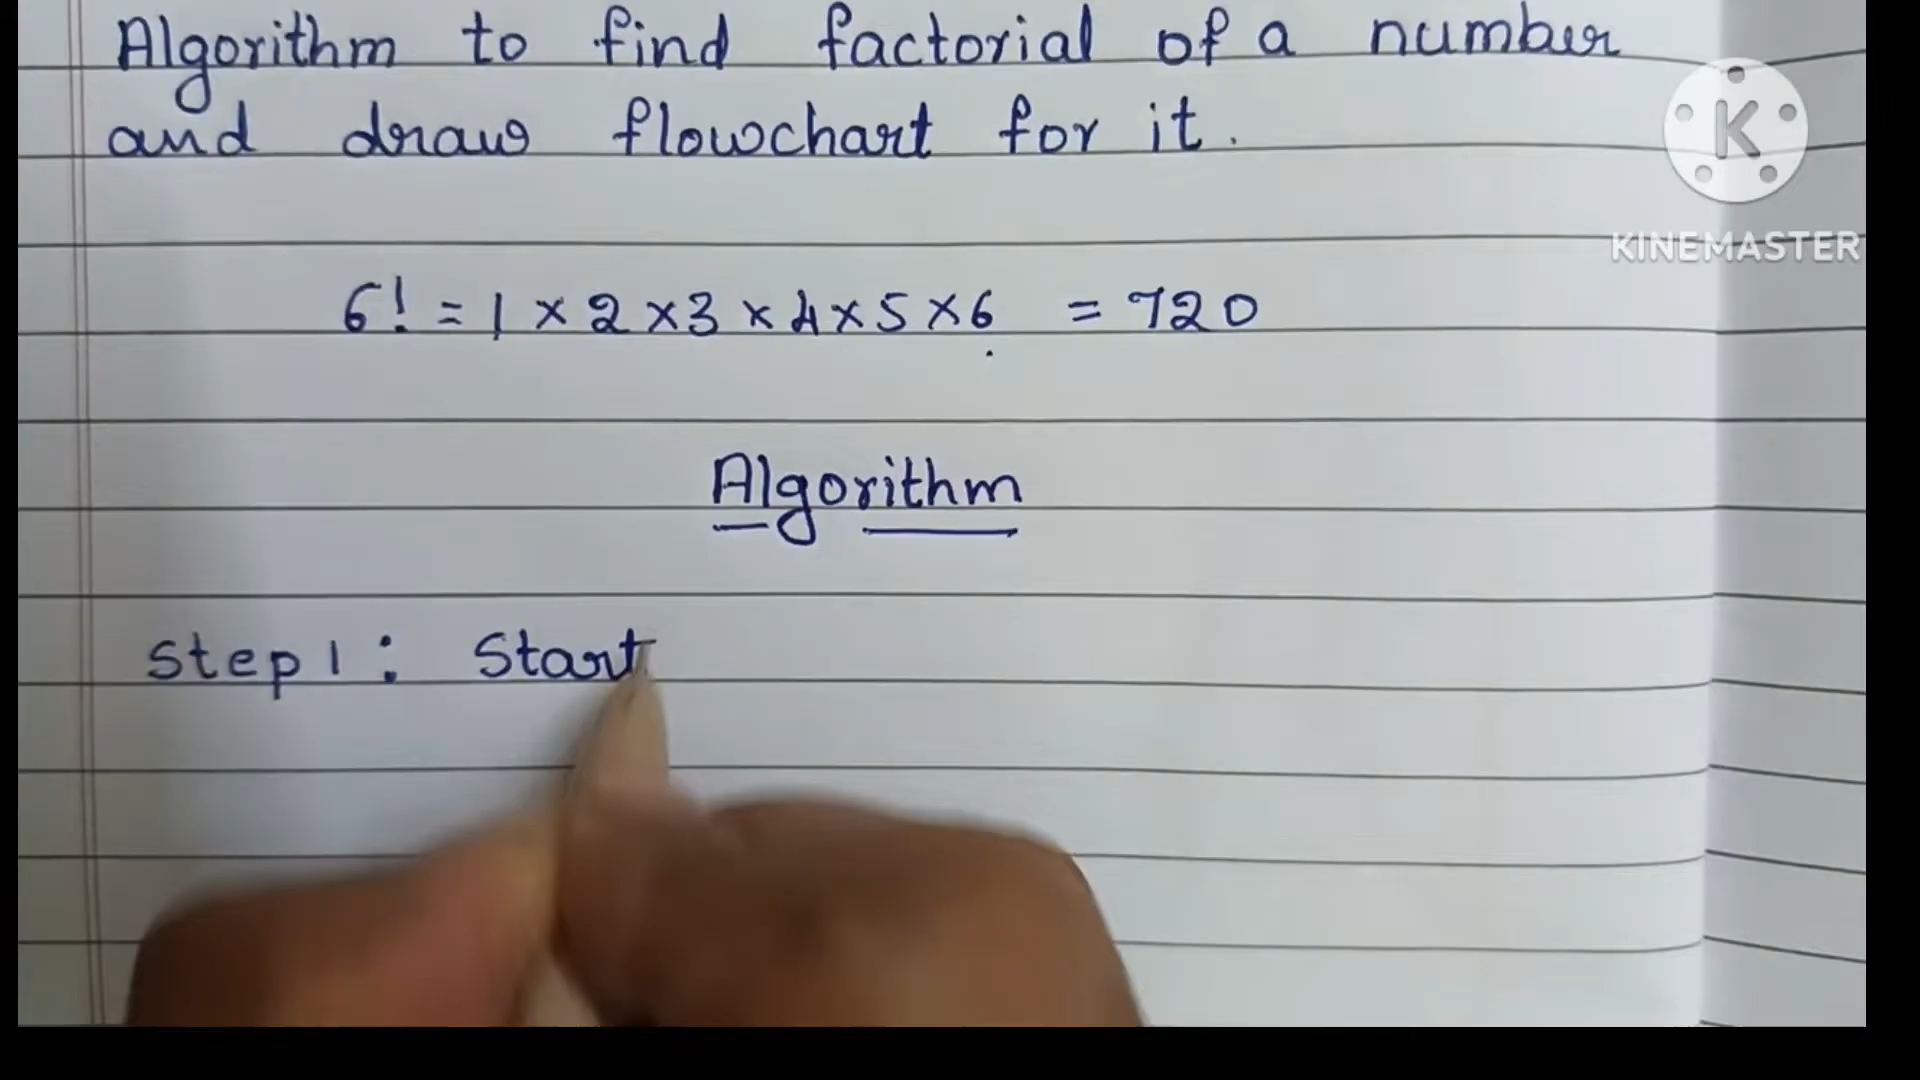 Algorithm to find factorial of a number
and draw flowchart for it.
K
KINEMASTER
6! = 1 × 2 × 3 × 4 × 5 × 6 = 720
Algorithm
Step 1 : Start